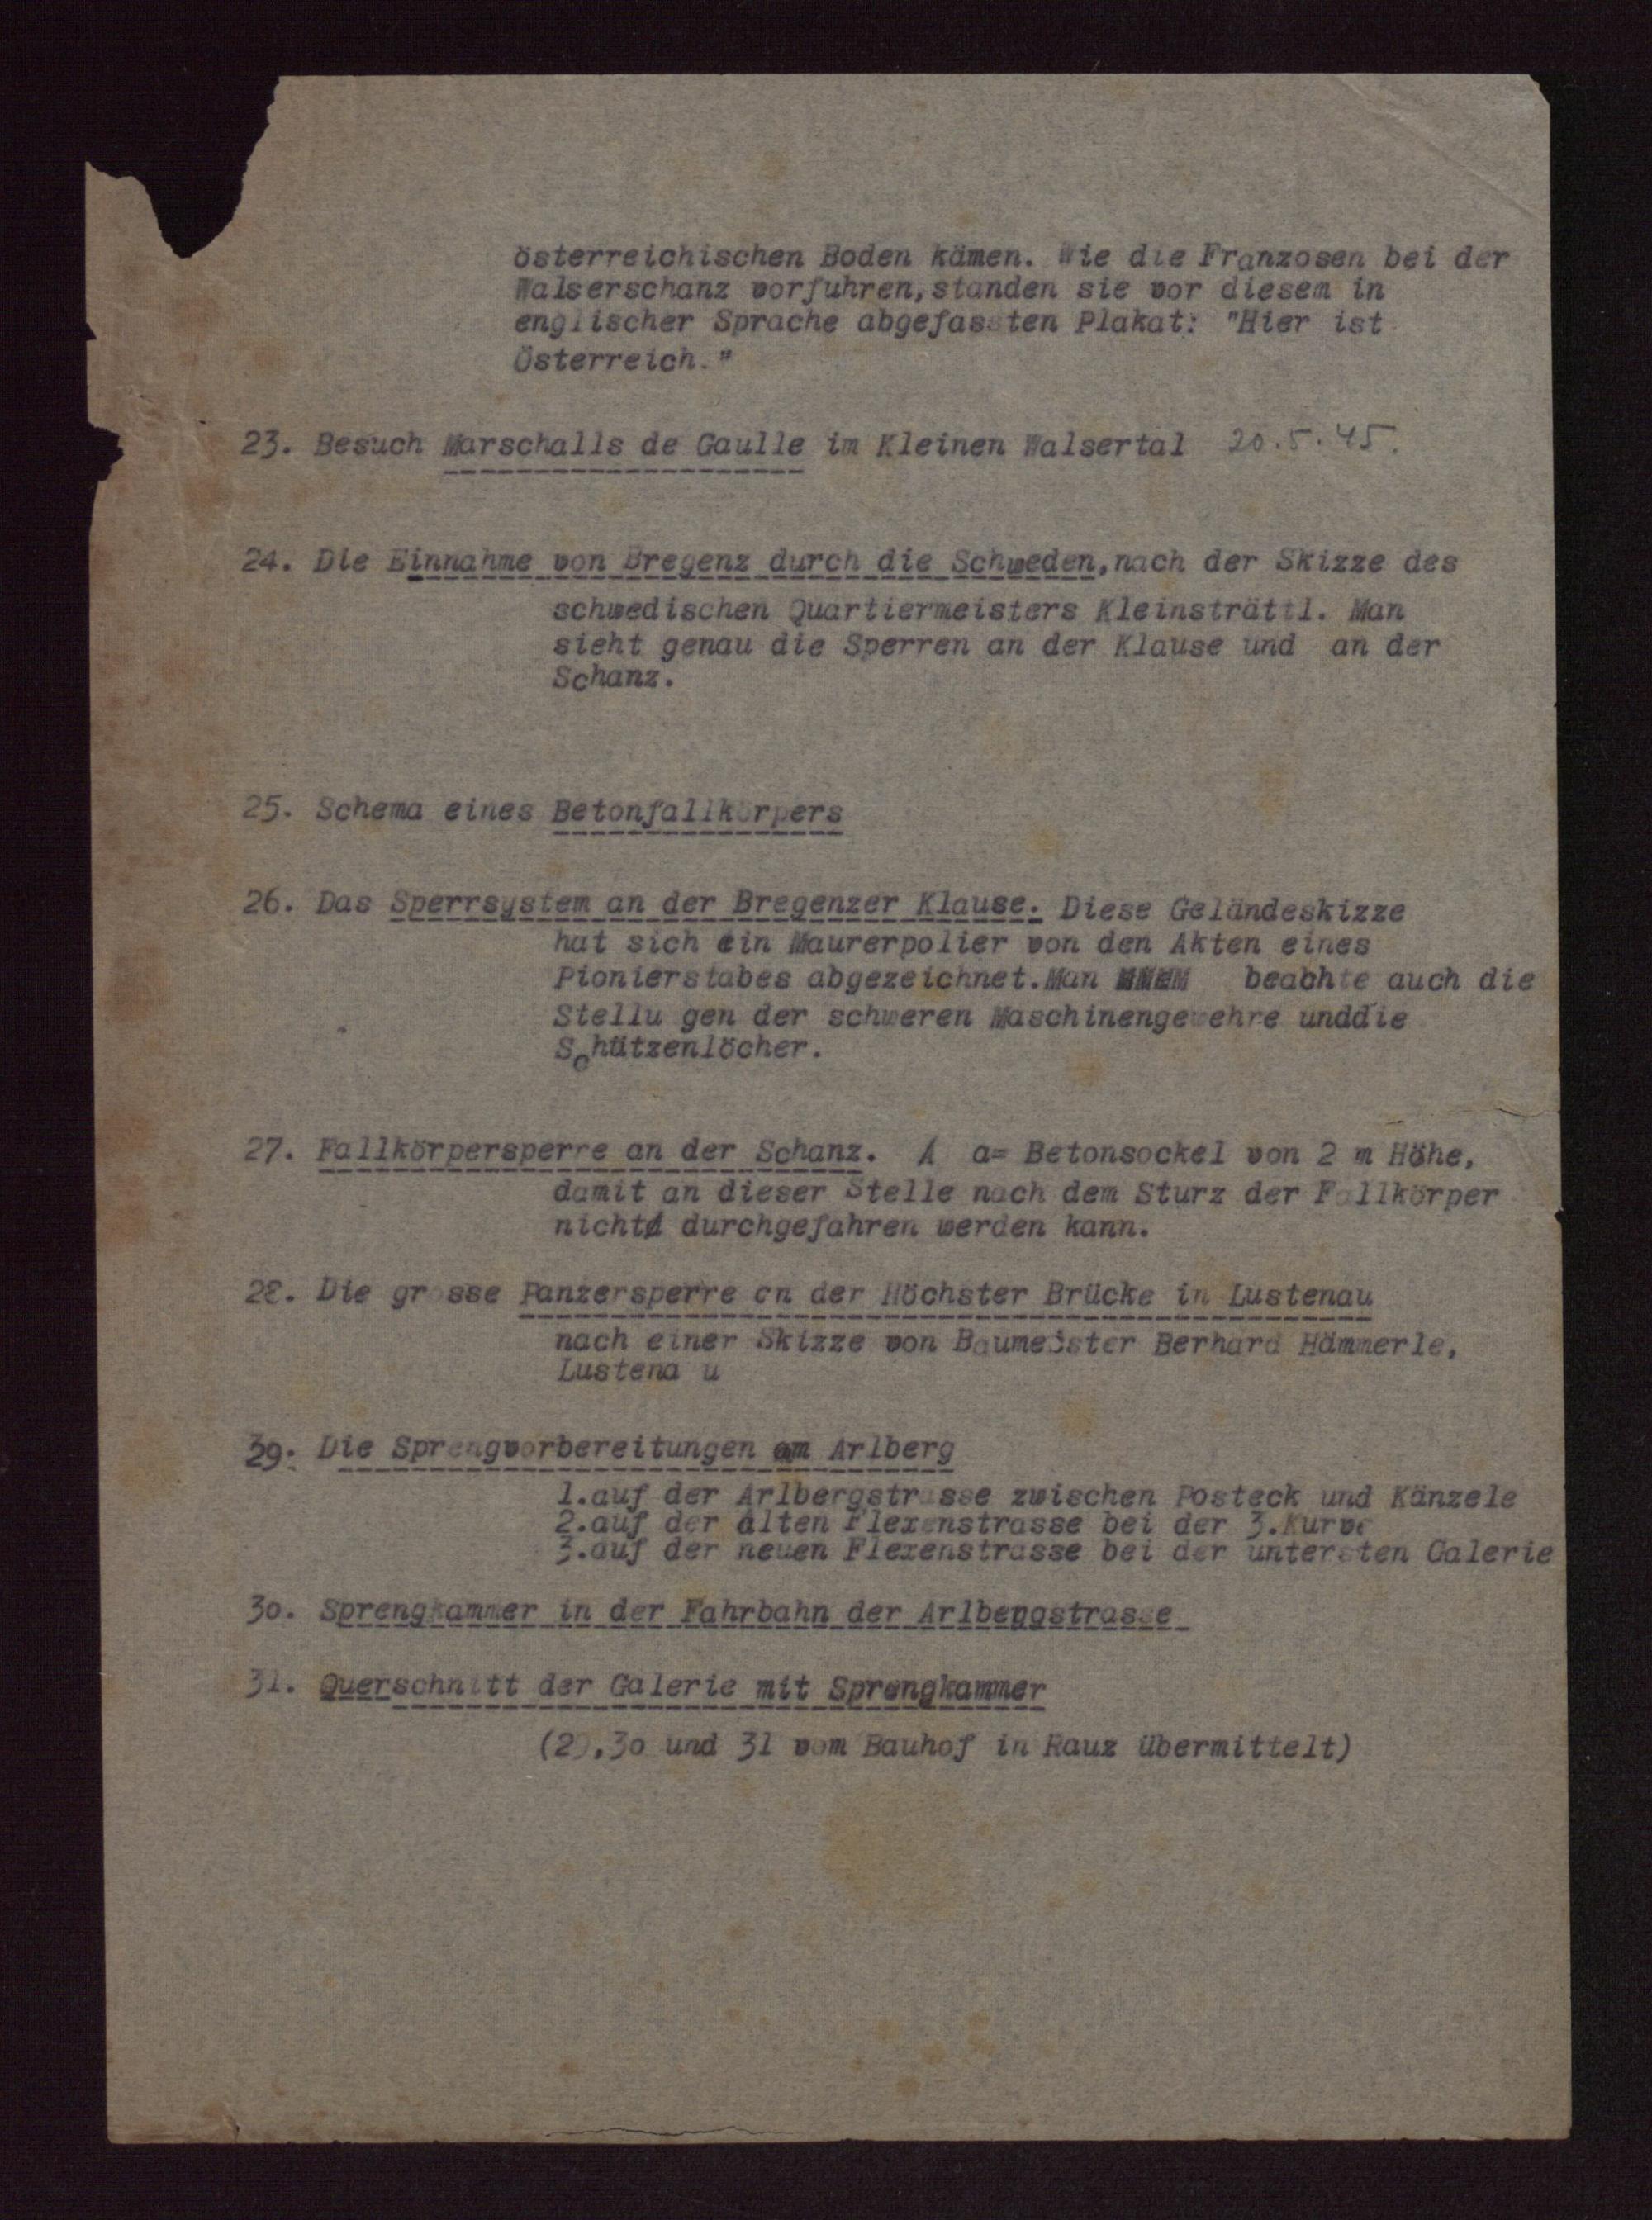 österreichischen Boden kämen. Wie die Franzosen bei der
Walserschanz vorfuhren,standen sie vor diesem in
englischer Sprache abgefassten Plakat: "Hier ist
Österreich."
23. Besuch Marschalls de Gaulle im Kleinen Walsertal 20.5.45.
24. Die Einnahme von Bregenz durch die Schweden,nach der Skizze des
schwedischen Quartiermeisters Kleinsträttl. Man
sieht genau die Sperren an der Klause und an der
Schanz.
25. Schema eines Betonfallkörpers
26. Das Sperrsystem an der Bregenzer Klause. Diese Geländeskizze
hat sich ein Maurerpolier von den Akten eines
Pionierstabes abgezeichnet.Man beachte auch die
Stellu gen der schweren Maschinengewehre unddie
Schützenlöcher.
27. Fallkörpersperre an der Schanz. A a= Betonsockel von 2 m Höhe,
damit an dieser Stelle nach dem Sturz der Fallkörper
nicht durchgefahren werden kann.
28. Die grosse Panzersperre an der Höchster Brücke in Lustenau
nach einer Skizze von Baumeister Berhard Hämmerle,
Lustena u
29. Die Sprengvorbereitungen am Arlberg
1.auf der Arlbergstrasse zwischen Posteck und Känzele
2.auf der alten Flexenstrasse bei der 3.Kurve
3.auf der neuen Flexenstrasse bei der untersten Galerie
30. Sprengkammer in der Fahrbahn der Arlbergstrasse
31. Querschnitt der Galerie mit Sprengkammer
(29,30 und 31 vom Bauhof in Rauz übermittelt)